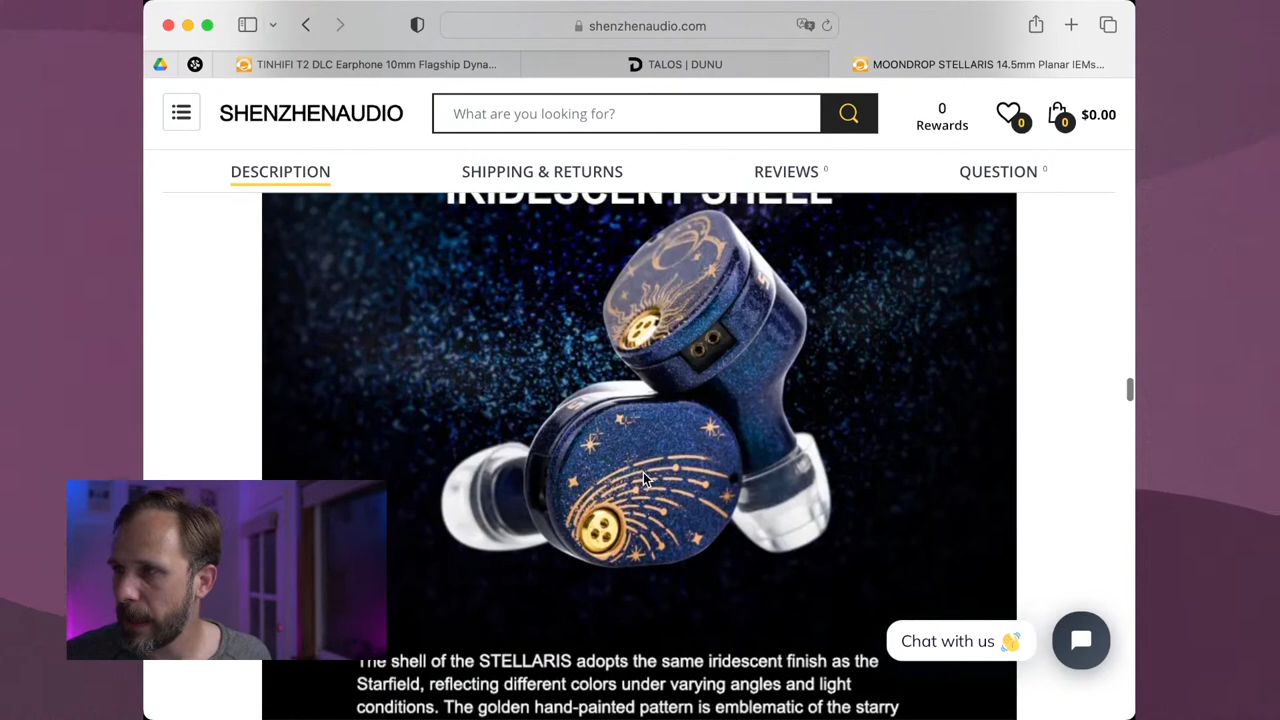 shenzhenaudio.com
TINHIFI T2 DLC Earphone 10mm Flagship Dyna...
TALOS | DUNU
MOONDROP STELLARIS 14.5mm Planar IEMs...
SHENZHENAUDIO
What are you looking for?
0
Rewards
0
0
$0.00
DESCRIPTION
SHIPPING & RETURNS
REVIEWS 0
QUESTION 0
IRIDESCENT SHELL
Chat with us 👋
The shell of the STELLARIS adopts the same iridescent finish as the
Starfield, reflecting different colors under varying angles and light
conditions. The golden hand-painted pattern is emblematic of the starry